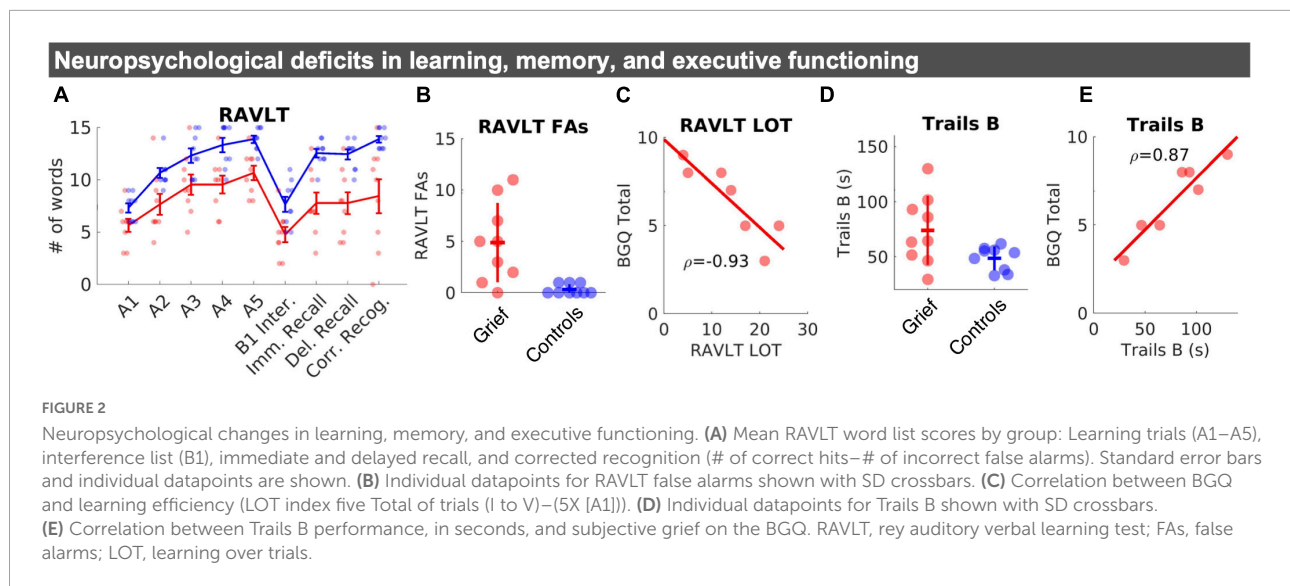 Neuropsychological deficits in learning, memory, and executive functioning
A
RAVLT
15
10
5
0
# of words
A1
A2
A3
A4
A5
B1 Inter.
Imm. Recall
Del. Recall
Corr. Recog.
B
RAVLT FAs
15
10
5
0
RAVLT FAs
Grief
Controls
C
RAVLT LOT
10
5
0
BGQ Total
ρ=-0.93
0 10 20 30
RAVLT LOT
D
Trails B
150
100
50
Trails B (s)
Grief
Controls
E
Trails B
10
5
0
BGQ Total
ρ=0.87
0 50 100
Trails B (s)
FIGURE 2
Neuropsychological changes in learning, memory, and executive functioning. (A) Mean RAVLT word list scores by group: Learning trials (A1–A5),
interference list (B1), immediate and delayed recall, and corrected recognition (# of correct hits–# of incorrect false alarms). Standard error bars
and individual datapoints are shown. (B) Individual datapoints for RAVLT false alarms shown with SD crossbars. (C) Correlation between BGQ
and learning efficiency (LOT index five Total of trials (I to V)–(5X [A1])). (D) Individual datapoints for Trails B shown with SD crossbars.
(E) Correlation between Trails B performance, in seconds, and subjective grief on the BGQ. RAVLT, rey auditory verbal learning test; FAs, false
alarms; LOT, learning over trials.